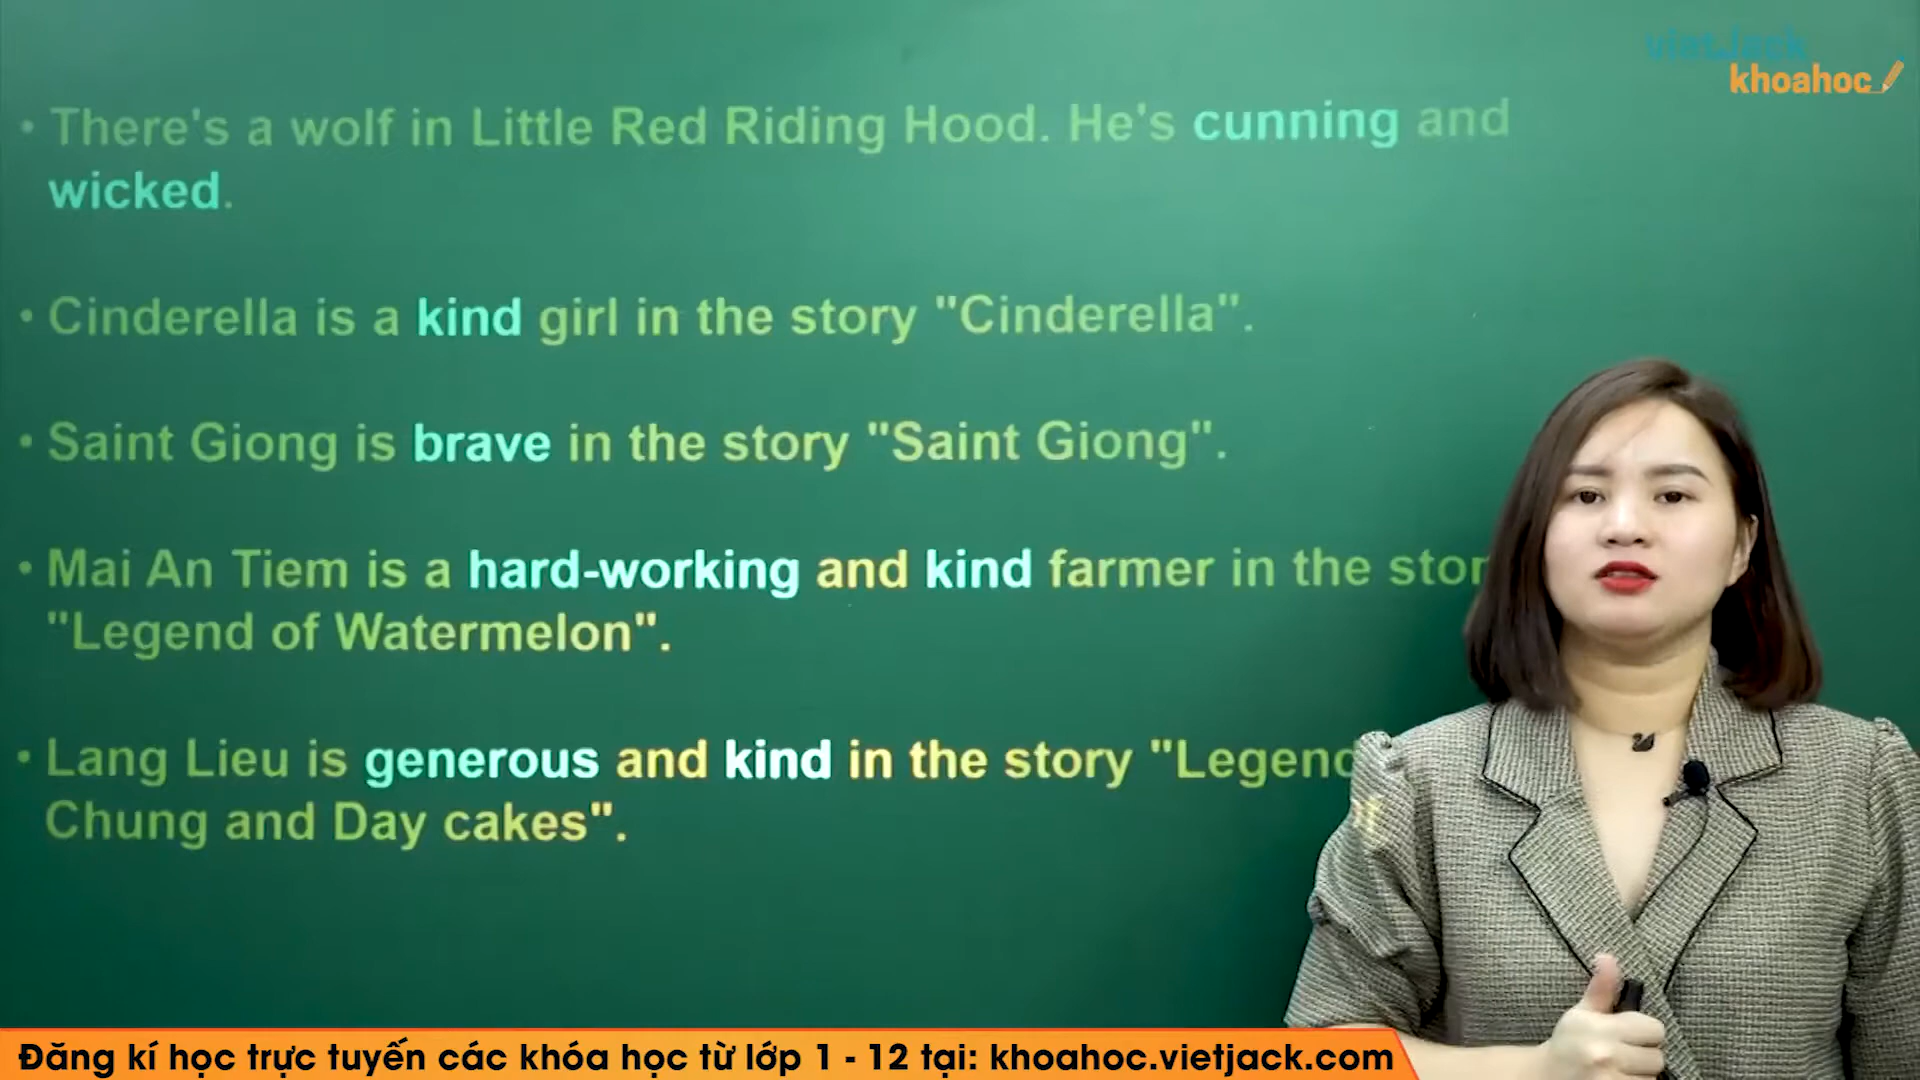 vietjack
khoahoc
• There's a wolf in Little Red Riding Hood. He's cunning and
wicked.
• Cinderella is a kind girl in the story "Cinderella".
• Saint Giong is brave in the story "Saint Giong".
• Mai An Tiem is a hard-working and kind farmer in the stor
"Legend of Watermelon".
• Lang Lieu is generous and kind in the story "Legend of
Chung and Day cakes".
Đăng kí học trực tuyến các khóa học từ lớp 1 - 12 tại: khoahoc.vietjack.com